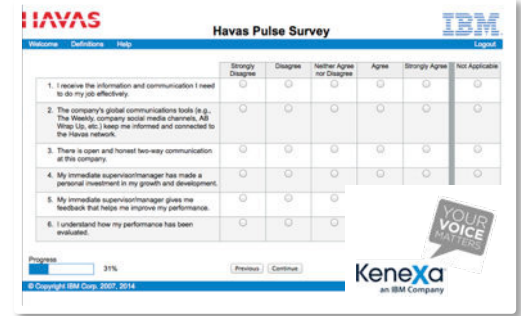 HAVAS
Havas Pulse Survey
IBM
Welcome Definitions Help Logout
Strongly Disagree Disagree Neither Agree nor Disagree Agree Strongly Agree Not Applicable
1. I receive the information and communication I need
to do my job effectively.
2. The company's global communications tools (e.g.,
The Weekly, company social media channels, AB
Wrap Up, etc.) keep me informed and connected to
the Havas network.
3. There is open and honest two-way communication
at this company.
4. My immediate supervisor/manager has made a
personal investment in my growth and development.
5. My immediate supervisor/manager gives me
feedback that helps me improve my performance.
6. I understand how my performance has been
evaluated.
YOUR
VOICE
MATTERS
Progress
31%
Previous Continue
Kenexa
an IBM Company
© Copyright IBM Corp. 2007, 2014